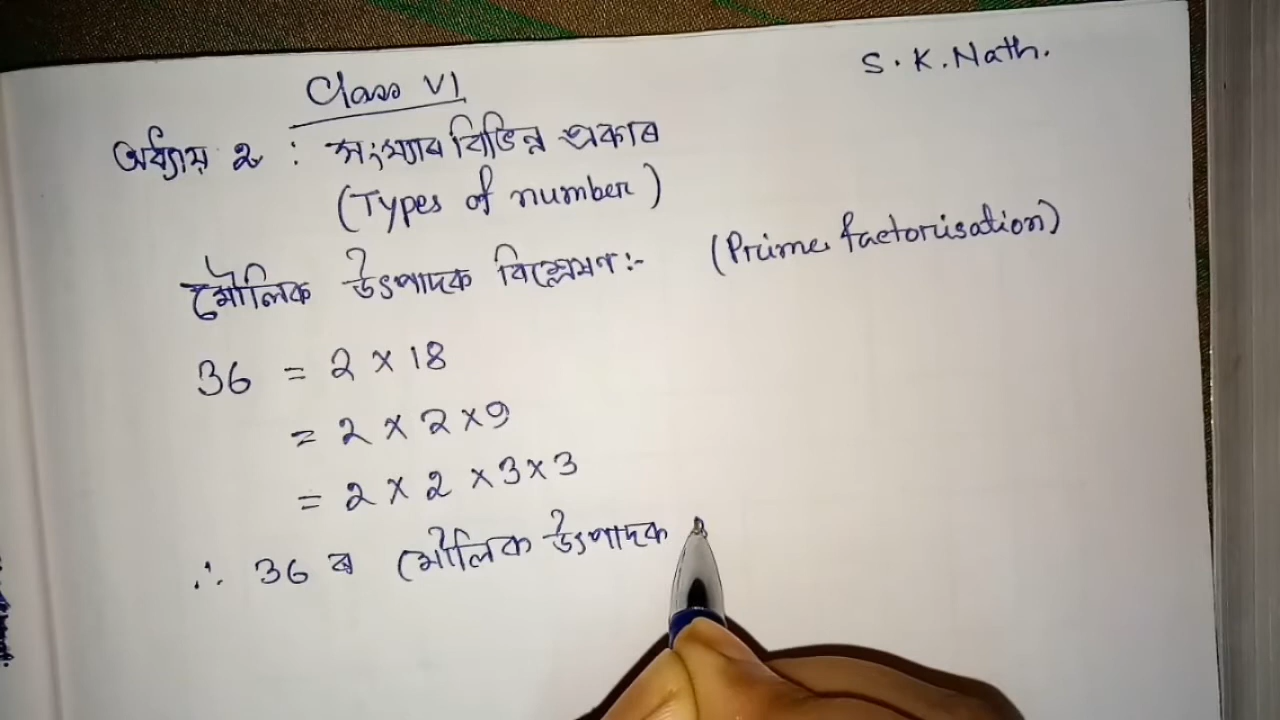 Class VI
S. K. Nath.
অধ্যায় ২ : সংখ্যাৰ বিভিন্ন প্ৰকাৰ
(Types of number)
মৌলিক উৎপাদক বিশ্লেষণ:- (Prime factorisation)
36 = 2 × 18
= 2 × 2 × 9
= 2 × 2 × 3 × 3
∴ 36 ৰ মৌলিক উৎপাদক